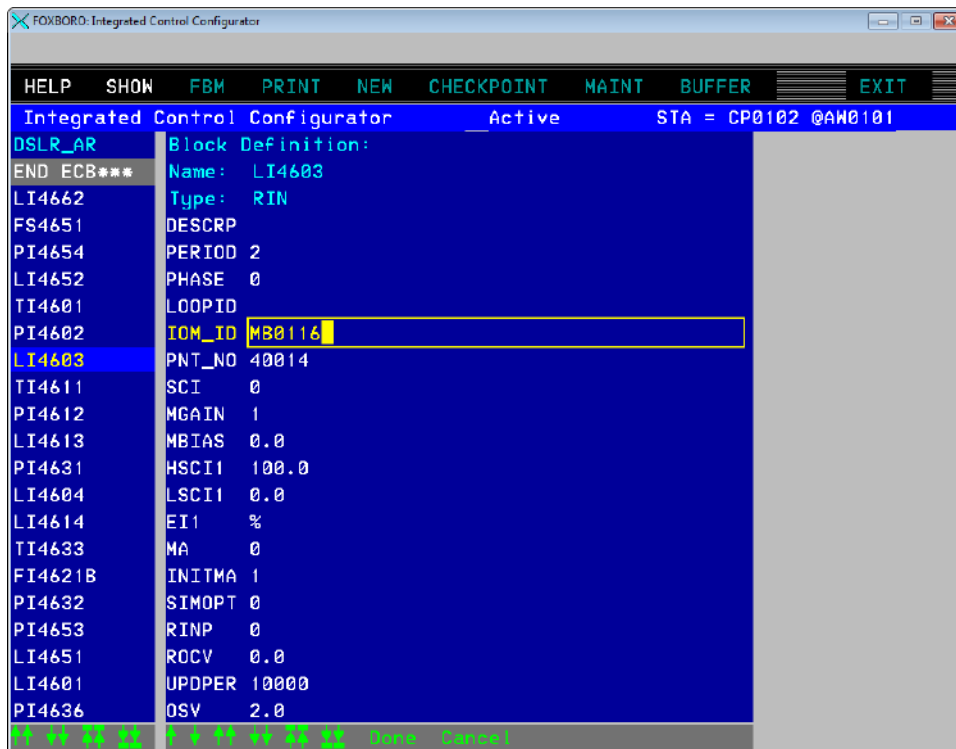 FOXBORO: Integrated Control Configurator
HELP SHOW FBM PRINT NEW CHECKPOINT MAINT BUFFER EXIT
Integrated Control Configurator __Active STA = CP0102 @AW0101
DSLR_AR Block Definition:
END ECB*** Name: LI4603
LI4662 Type: RIN
FS4651 DESCRP
PI4654 PERIOD 2
LI4652 PHASE 0
TI4601 LOOPID
PI4602 IOM_ID MB0116
LI4603 PNT_NO 40014
TI4611 SCI 0
PI4612 MGAIN 1
LI4613 MBIAS 0.0
PI4631 HSCI1 100.0
LI4604 LSCI1 0.0
LI4614 EI1 %
TI4633 MA 0
FI4621B INITMA 1
PI4632 SIMOPT 0
PI4653 RINP 0
LI4651 ROCV 0.0
LI4601 UPDPER 10000
PI4636 OSV 2.0
Done Cancel